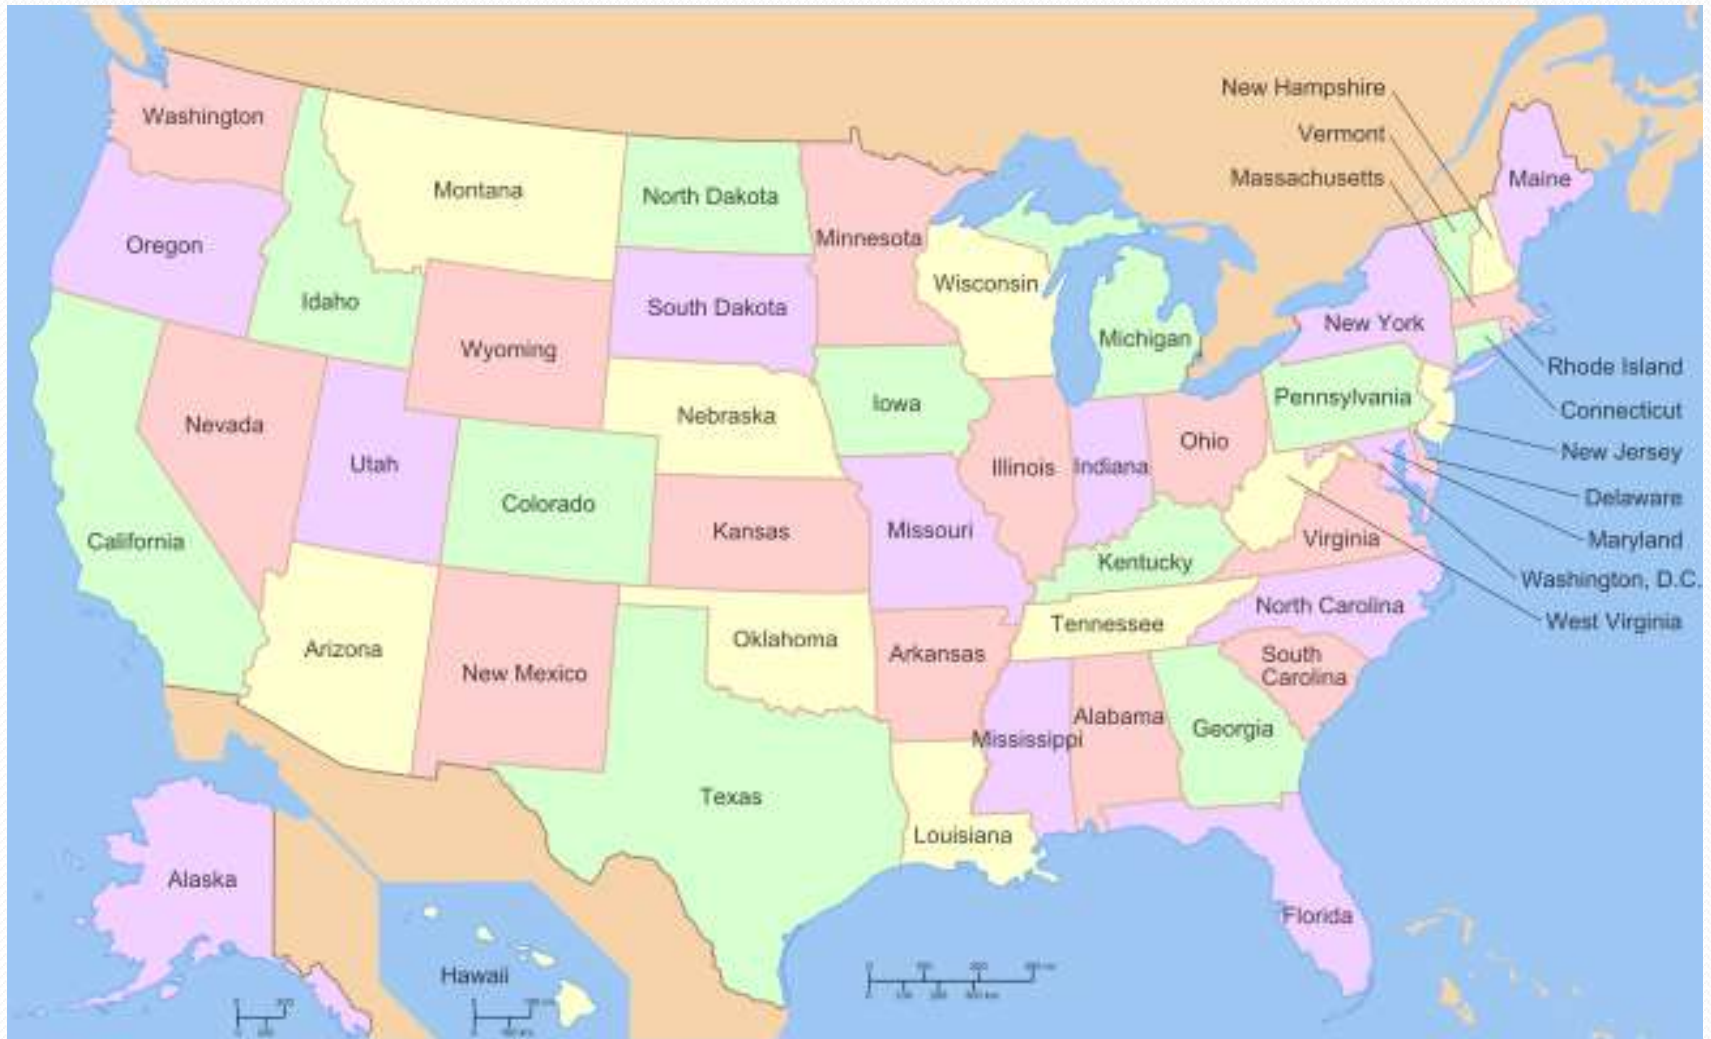 New Hampshire
Vermont
Massachusetts
Washington
Montana
North Dakota
Minnesota
Maine
Oregon
Idaho
Wisconsin
South Dakota
Wyoming
Michigan
New York
Rhode Island
Nevada
Nebraska
Iowa
Pennsylvania
Connecticut
Utah
Colorado
Illinois
Indiana
Ohio
New Jersey
Delaware
California
Kansas
Missouri
Kentucky
Virginia
Maryland
Washington, D.C.
West Virginia
Arizona
New Mexico
Oklahoma
Arkansas
Tennessee
North Carolina
South
Carolina
Texas
Mississippi
Alabama
Georgia
Louisiana
Alaska
Hawaii
Florida